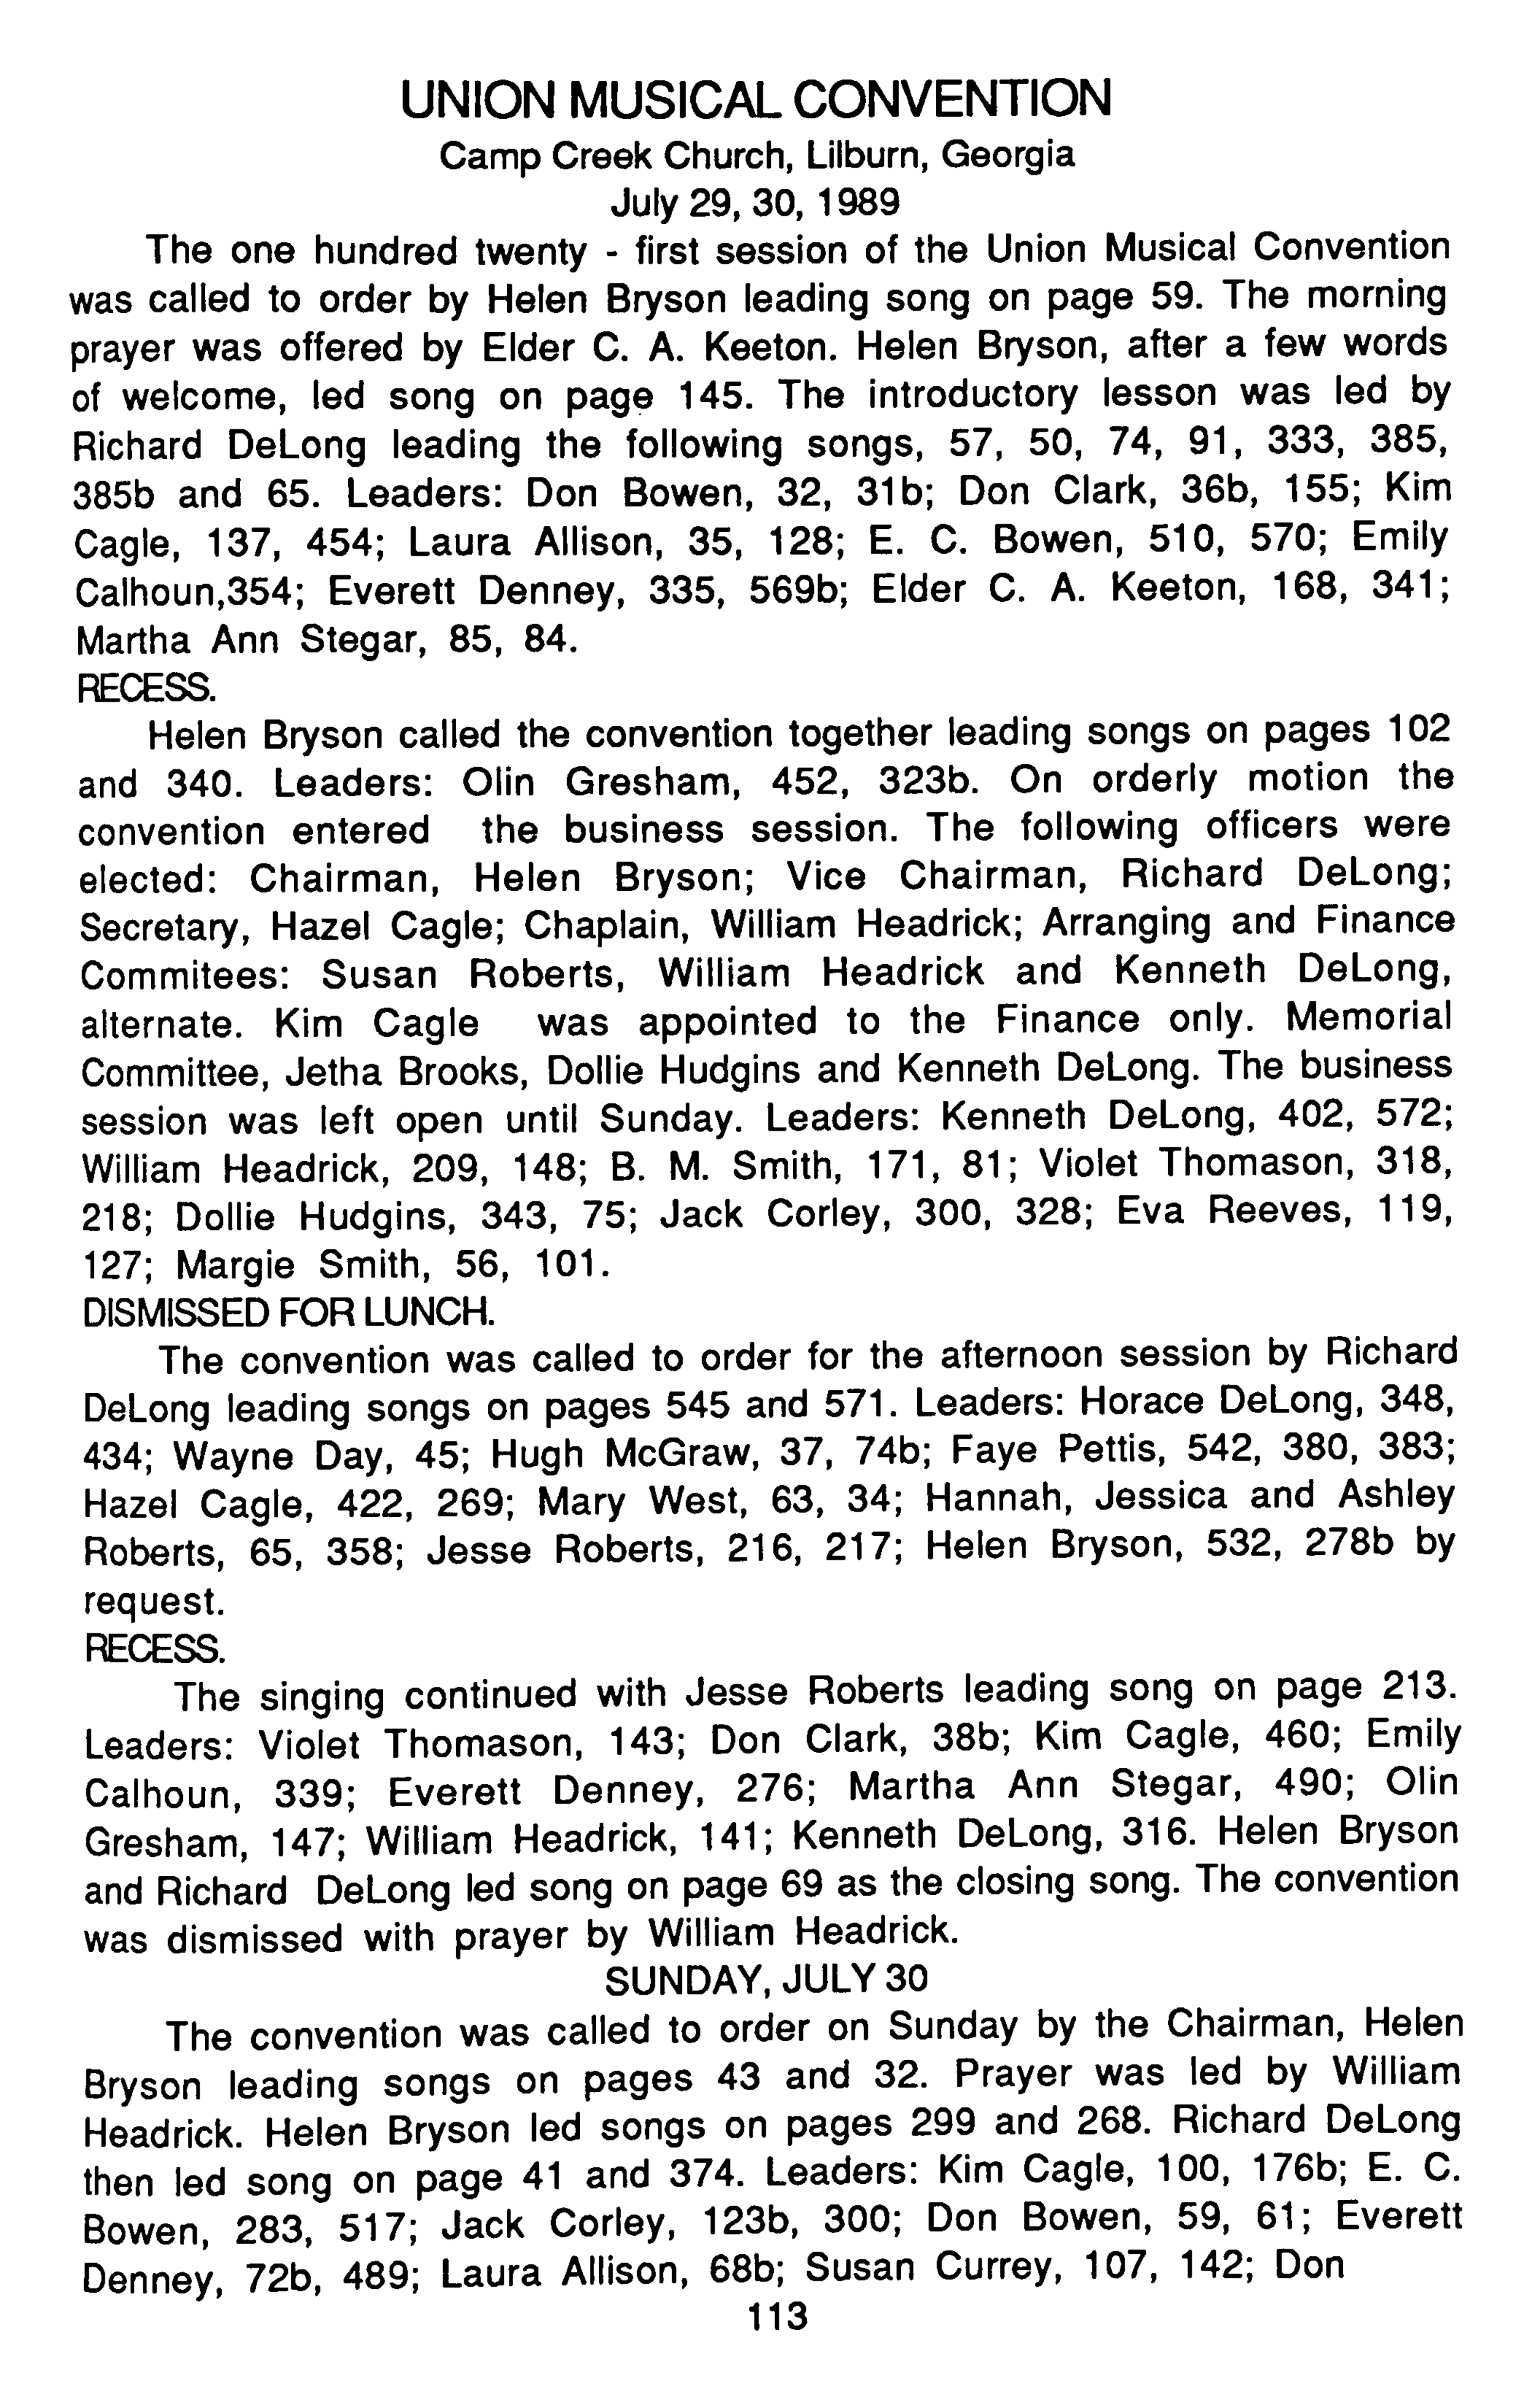 UNION MUSICAL CONVENTION
Camp Creek Church, Lilburn, Georgia
July 29, 30, 1989
The one hundred twenty - first session of the Union Musical Convention
was called to order by Helen Bryson leading song on page 59. The morning
prayer was offered by Elder C. A. Keeton. Helen Bryson, after a few words
of welcome, led song on page 145. The introductory lesson was led by
Richard DeLong leading the following songs, 57, 50, 74, 91, 333, 385,
385b and 65. Leaders: Don Bowen, 32, 31b; Don Clark, 36b, 155; Kim
Cagle, 137, 454; Laura Allison, 35, 128; E. C. Bowen, 510, 570; Emily
Calhoun,354; Everett Denney, 335, 569b; Elder C. A. Keeton, 168, 341;
Martha Ann Stegar, 85, 84.
RECESS.
Helen Bryson called the convention together leading songs on pages 102
and 340. Leaders: Olin Gresham, 452, 323b. On orderly motion the
convention entered the business session. The following officers were
elected: Chairman, Helen Bryson; Vice Chairman, Richard DeLong;
Secretary, Hazel Cagle; Chaplain, William Headrick; Arranging and Finance
Commitees: Susan Roberts, William Headrick and Kenneth DeLong,
alternate. Kim Cagle was appointed to the Finance only. Memorial
Committee, Jetha Brooks, Dollie Hudgins and Kenneth DeLong. The business
session was left open until Sunday. Leaders: Kenneth DeLong, 402, 572;
William Headrick, 209, 148; B. M. Smith, 171, 81; Violet Thomason, 318,
218; Dollie Hudgins, 343, 75; Jack Corley, 300, 328; Eva Reeves, 119,
127; Margie Smith, 56, 101.
DISMISSED FOR LUNCH.
The convention was called to order for the afternoon session by Richard
DeLong leading songs on pages 545 and 571. Leaders: Horace DeLong, 348,
434; Wayne Day, 45; Hugh McGraw, 37, 74b; Faye Pettis, 542, 380, 383;
Hazel Cagle, 422, 269; Mary West, 63, 34; Hannah, Jessica and Ashley
Roberts, 65, 358; Jesse Roberts, 216, 217; Helen Bryson, 532, 278b by
request.
RECESS.
The singing continued with Jesse Roberts leading song on page 213.
Leaders: Violet Thomason, 143; Don Clark, 38b; Kim Cagle, 460; Emily
Calhoun, 339; Everett Denney, 276; Martha Ann Stegar, 490; Olin
Gresham, 147; William Headrick, 141; Kenneth DeLong, 316. Helen Bryson
and Richard DeLong led song on page 69 as the closing song. The convention
was dismissed with prayer by William Headrick.
SUNDAY, JULY 30
The convention was called to order on Sunday by the Chairman, Helen
Bryson leading songs on pages 43 and 32. Prayer was led by William
Headrick. Helen Bryson led songs on pages 299 and 268. Richard DeLong
then led song on page 41 and 374. Leaders: Kim Cagle, 100, 176b; E. C.
Bowen, 283, 517; Jack Corley, 123b, 300; Don Bowen, 59, 61; Everett
Denney, 72b, 489; Laura Allison, 68b; Susan Currey, 107, 142; Don
113